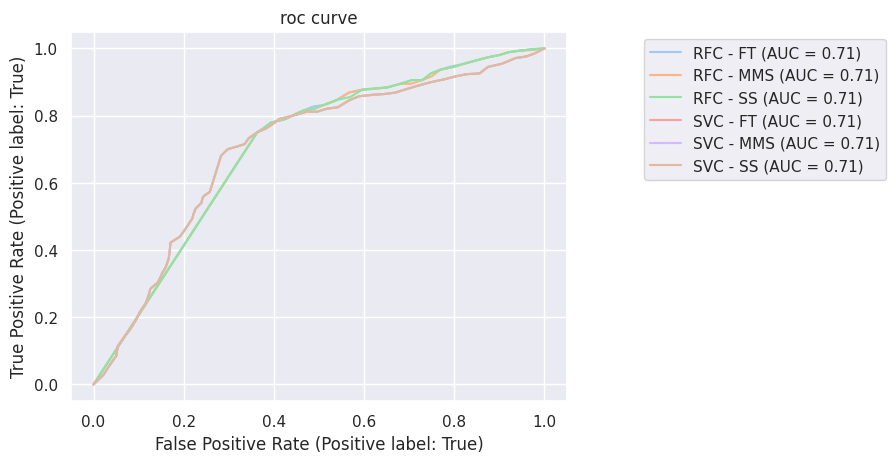 roc curve
1.0
0.8
0.6
0.4
0.2
0.0
True Positive Rate (Positive label: True)
0.0 0.2 0.4 0.6 0.8 1.0
False Positive Rate (Positive label: True)
RFC - FT (AUC = 0.71)
RFC - MMS (AUC = 0.71)
RFC - SS (AUC = 0.71)
SVC - FT (AUC = 0.71)
SVC - MMS (AUC = 0.71)
SVC - SS (AUC = 0.71)